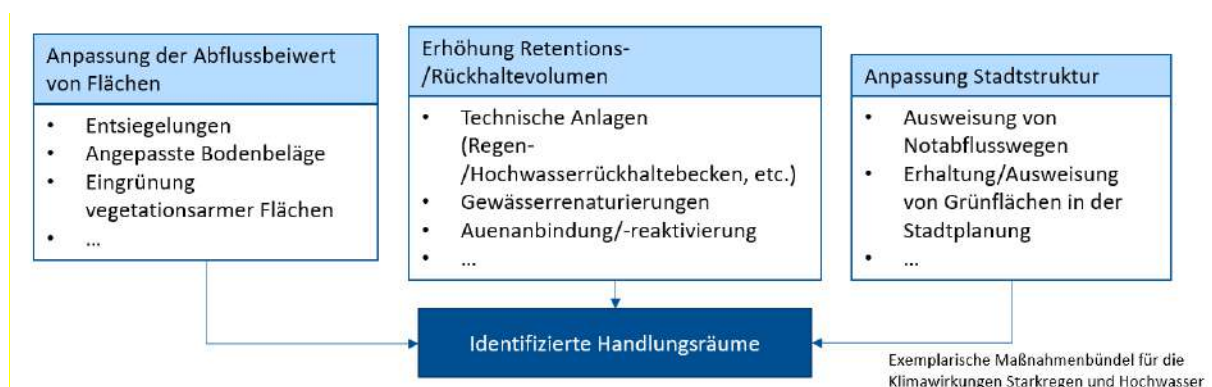 Anpassung der Abflussbeiwert
von Flächen
• Entsiegelungen
• Angepasste Bodenbeläge
• Eingrünung
vegetationsarmer Flächen
• ...
Erhöhung Retentions-
/Rückhaltevolumen
• Technische Anlagen
(Regen-
/Hochwasserrückhaltebecken, etc.)
• Gewässerrenaturierungen
• Auenanbindung/-reaktivierung
• ...
Anpassung Stadtstruktur
• Ausweisung von
Notabflusswegen
• Erhaltung/Ausweisung
von Grünflächen in der
Stadtplanung
• ...
Identifizierte Handlungsräume
Exemplarische Maßnahmenbündel für die
Klimawirkungen Starkregen und Hochwasser